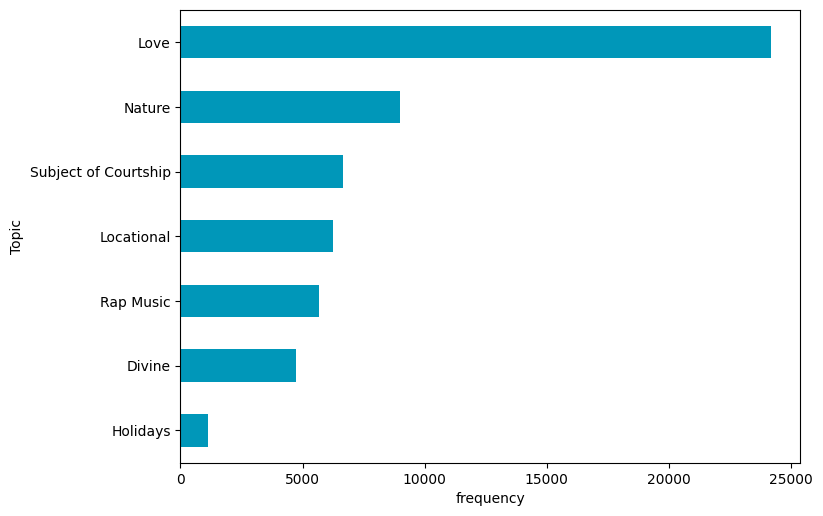 Love
Nature
Subject of Courtship
Locational
Rap Music
Divine
Holidays
Topic
0 5000 10000 15000 20000 25000
frequency